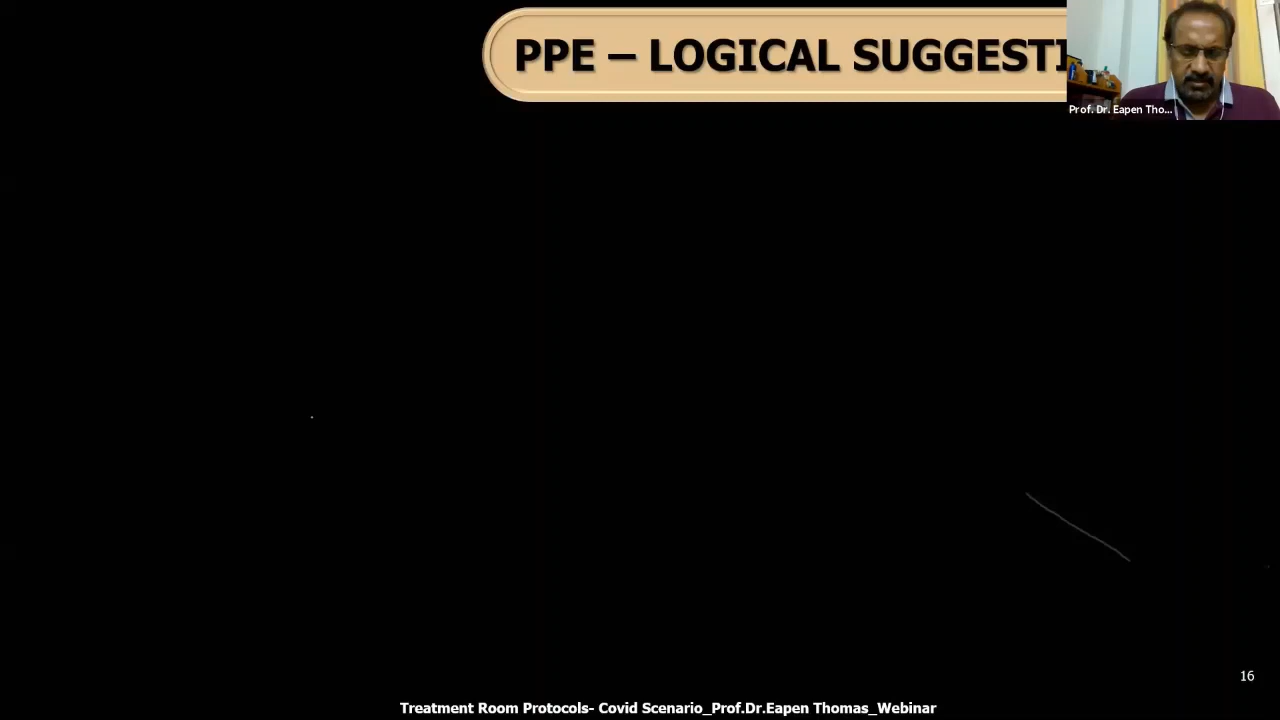 PPE – LOGICAL SUGGESTI
Prof. Dr. Eapen Tho...
16
Treatment Room Protocols- Covid Scenario_Prof.Dr.Eapen Thomas_Webinar